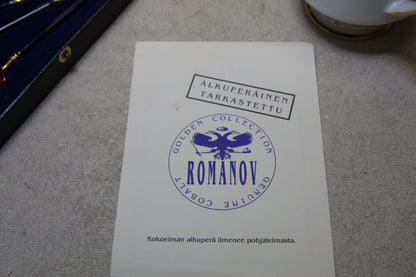 ALKUPERÄINEN
TARKASTETTU
GOLDEN COLLECTION
ROMANOV
GENUINE COBALT
Kokoelman alkuperä ilmenee pohjaleimasta.